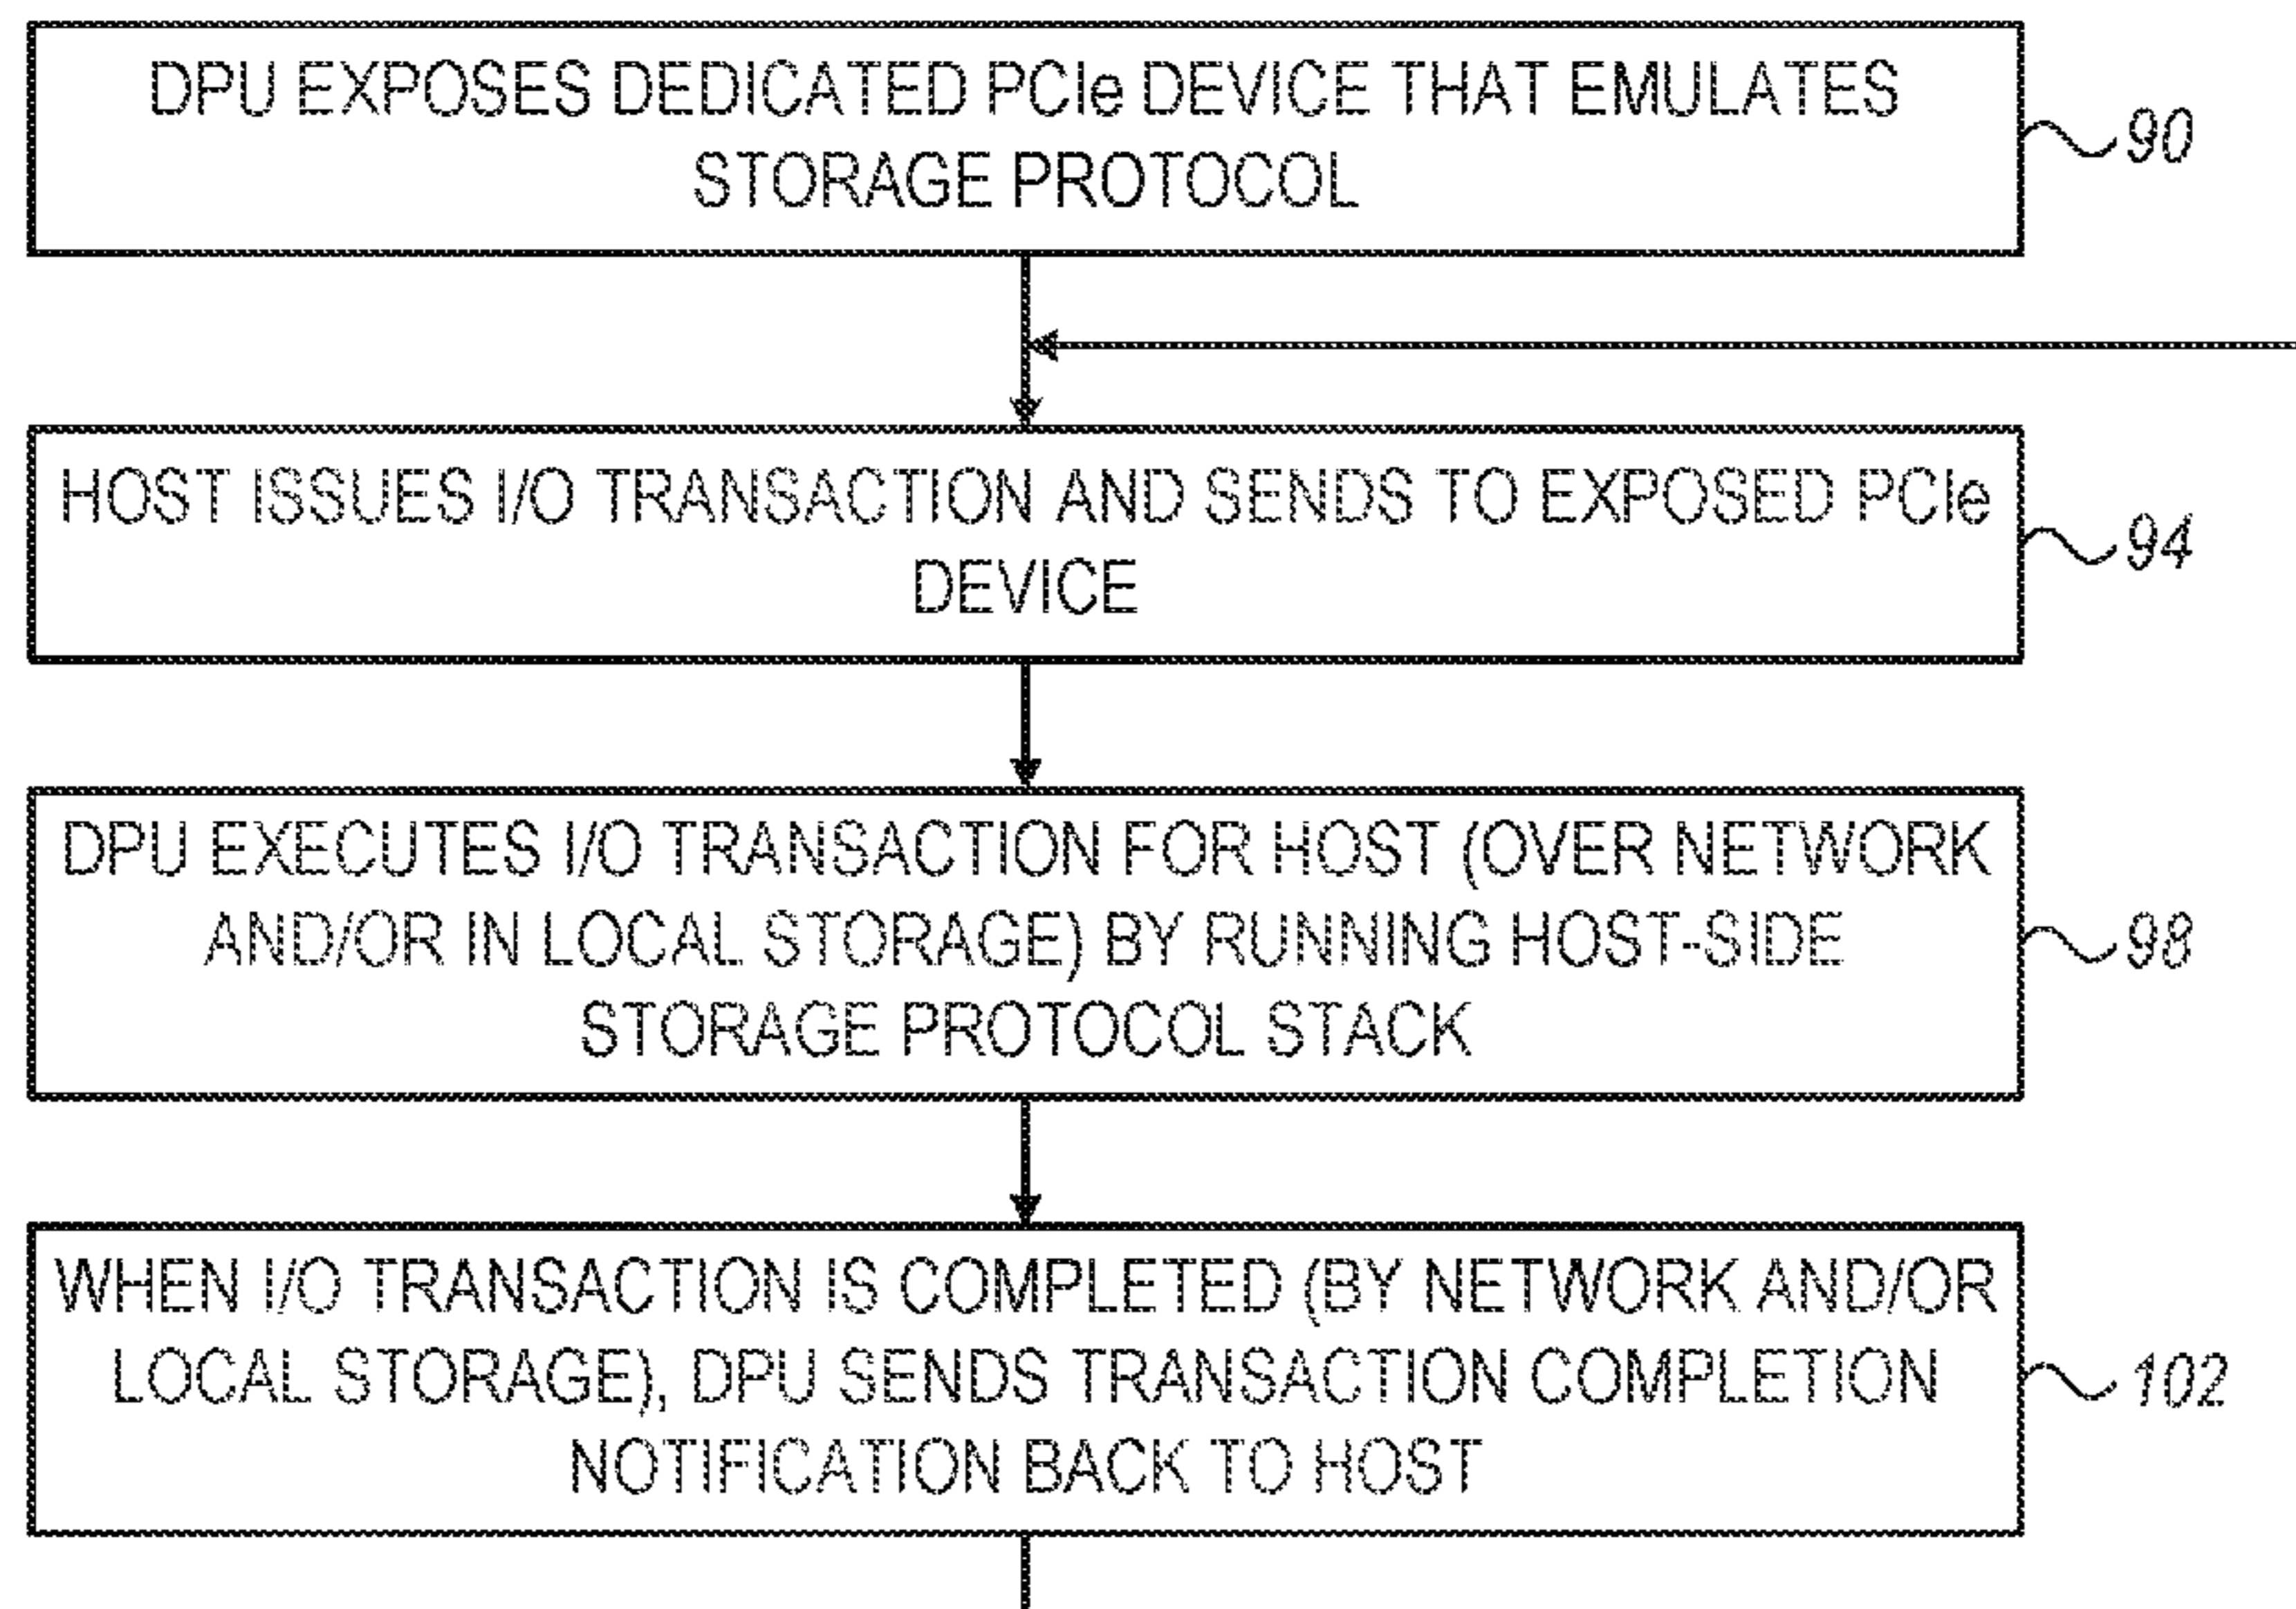 DPU EXPOSES DEDICATED PCIe DEVICE THAT EMULATES
STORAGE PROTOCOL
90
HOST ISSUES I/O TRANSACTION AND SENDS TO EXPOSED PCIe
DEVICE
94
DPU EXECUTES I/O TRANSACTION FOR HOST (OVER NETWORK
AND/OR IN LOCAL STORAGE) BY RUNNING HOST-SIDE
STORAGE PROTOCOL STACK
98
WHEN I/O TRANSACTION IS COMPLETED (BY NETWORK AND/OR
LOCAL STORAGE), DPU SENDS TRANSACTION COMPLETION
NOTIFICATION BACK TO HOST
102